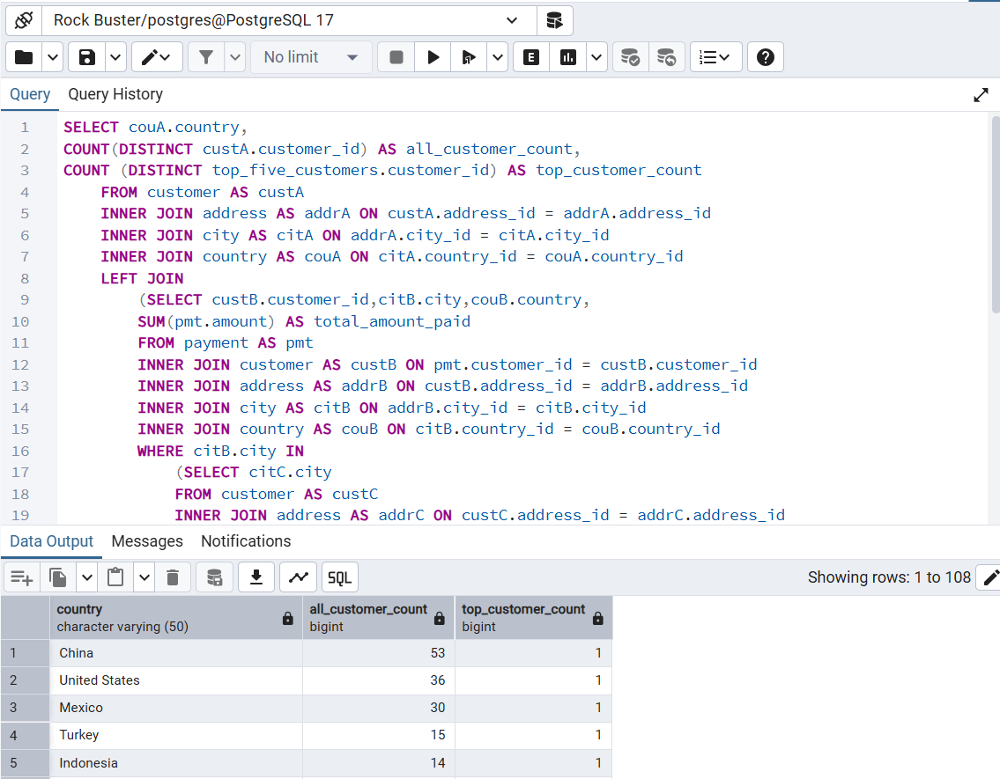 Rock Buster/postgres@PostgreSQL 17
No limit
E
Query Query History
1 SELECT couA.country,
2 COUNT(DISTINCT custA.customer_id) AS all_customer_count,
3 COUNT (DISTINCT top_five_customers.customer_id) AS top_customer_count
4 FROM customer AS custA
5 INNER JOIN address AS addrA ON custA.address_id = addrA.address_id
6 INNER JOIN city AS citA ON addrA.city_id = citA.city_id
7 INNER JOIN country AS couA ON citA.country_id = couA.country_id
8 LEFT JOIN
9 (SELECT custB.customer_id,citB.city,couB.country,
10 SUM(pmt.amount) AS total_amount_paid
11 FROM payment AS pmt
12 INNER JOIN customer AS custB ON pmt.customer_id = custB.customer_id
13 INNER JOIN address AS addrB ON custB.address_id = addrB.address_id
14 INNER JOIN city AS citB ON addrB.city_id = citB.city_id
15 INNER JOIN country AS couB ON citB.country_id = couB.country_id
16 WHERE citB.city IN
17 (SELECT citC.city
18 FROM customer AS custC
19 INNER JOIN address AS addrC ON custC.address_id = addrC.address_id
Data Output Messages Notifications
SQL Showing rows: 1 to 108
country all_customer_count top_customer_count
character varying (50) bigint bigint
1 China 53 1
2 United States 36 1
3 Mexico 30 1
4 Turkey 15 1
5 Indonesia 14 1